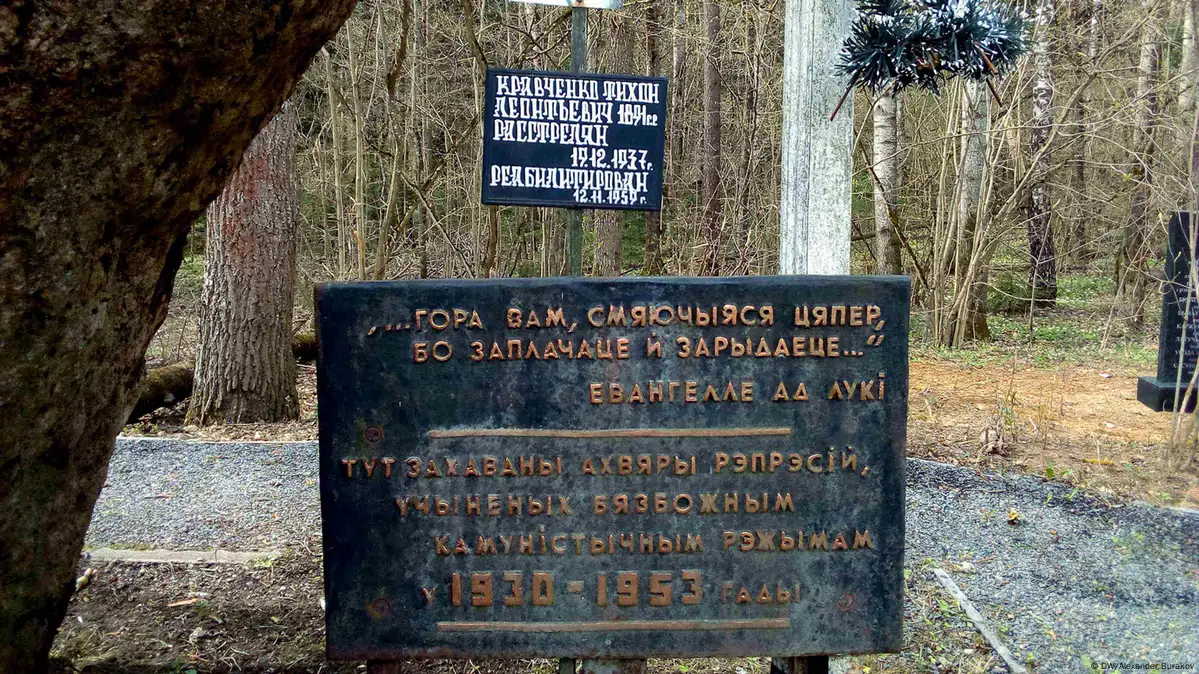 КРАВЧЕНКО ТИХОН
ЛЕОНТЬЕВИЧ 1891г.
РАССТРЕЛЯН
19.12.1937г.
РЕАБИЛИТИРОВАН
12.11.1959г.
„...ГОРА ВАМ, СМЯЮЧЫЯСЯ ЦЯПЕР,
БО ЗАПЛАЧАЦЕ Й ЗАРЫДАЕЦЕ..."
ЕВАНГЕЛЛЕ АД ЛУКІ
ТУТ ЗАХАВАНЫ АХВЯРЫ РЭПРЭСІЙ,
УЧЫНЕНЫХ БЯЗБОЖНЫМ
КАМУНІСТЫЧНЫМ РЭЖЫМАМ
У 1930-1953 ГАДЫ
© DW/Alexander Burakov